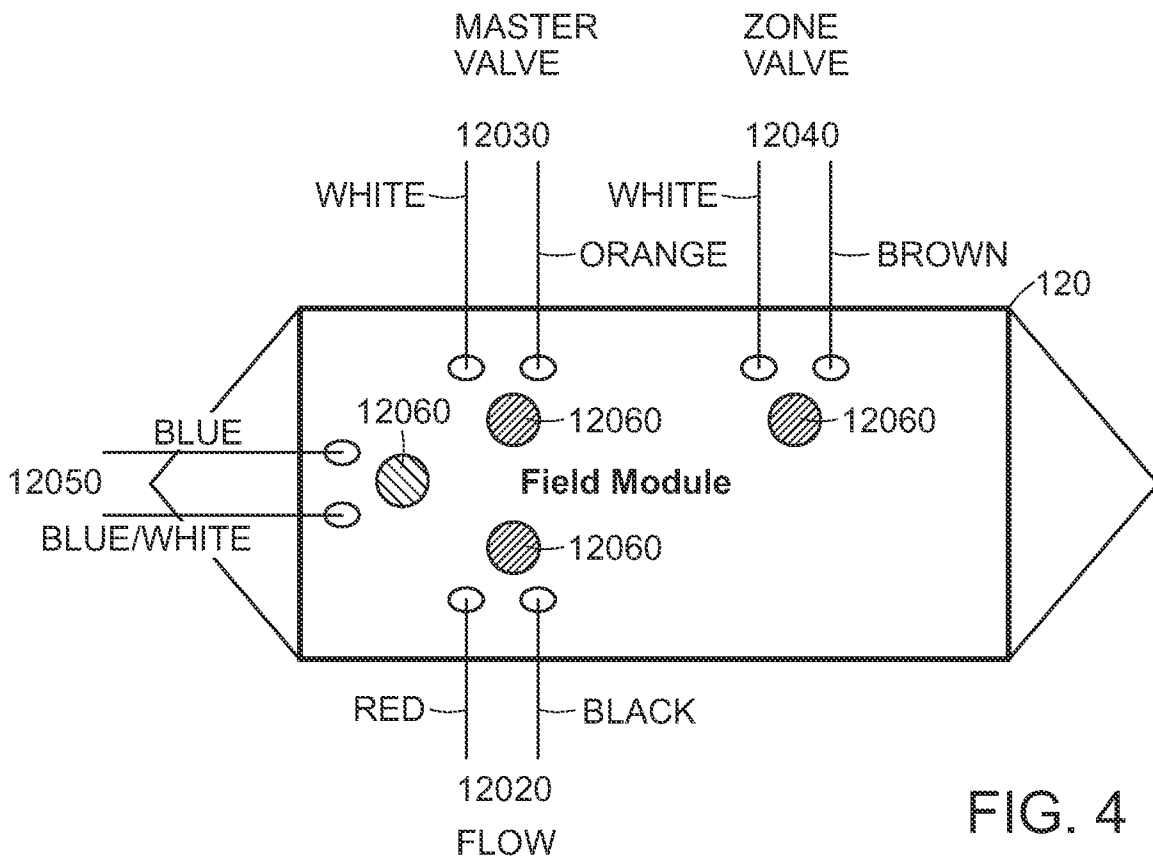 MASTER
VALVE
ZONE
VALVE
12030
12040
WHITE
WHITE
ORANGE
BROWN
120
12060
12060
12060
BLUE
12050
Field Module
BLUE/WHITE
12060
RED
BLACK
12020
FLOW
FIG. 4